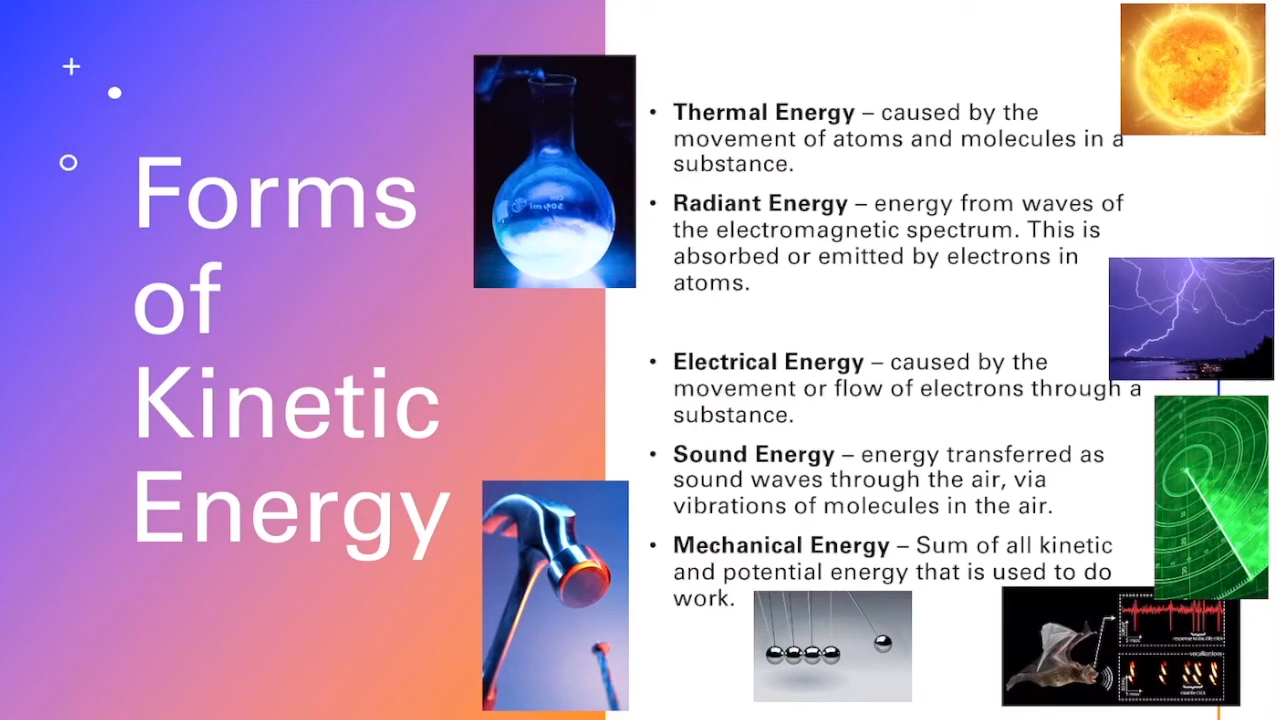 Forms
of
Kinetic
Energy
• Thermal Energy – caused by the
movement of atoms and molecules in a
substance.
• Radiant Energy – energy from waves of
the electromagnetic spectrum. This is
absorbed or emitted by electrons in
atoms.
• Electrical Energy – caused by the
movement or flow of electrons through a
substance.
• Sound Energy – energy transferred as
sound waves through the air, via
vibrations of molecules in the air.
• Mechanical Energy – Sum of all kinetic
and potential energy that is used to do
work.
vocalizations